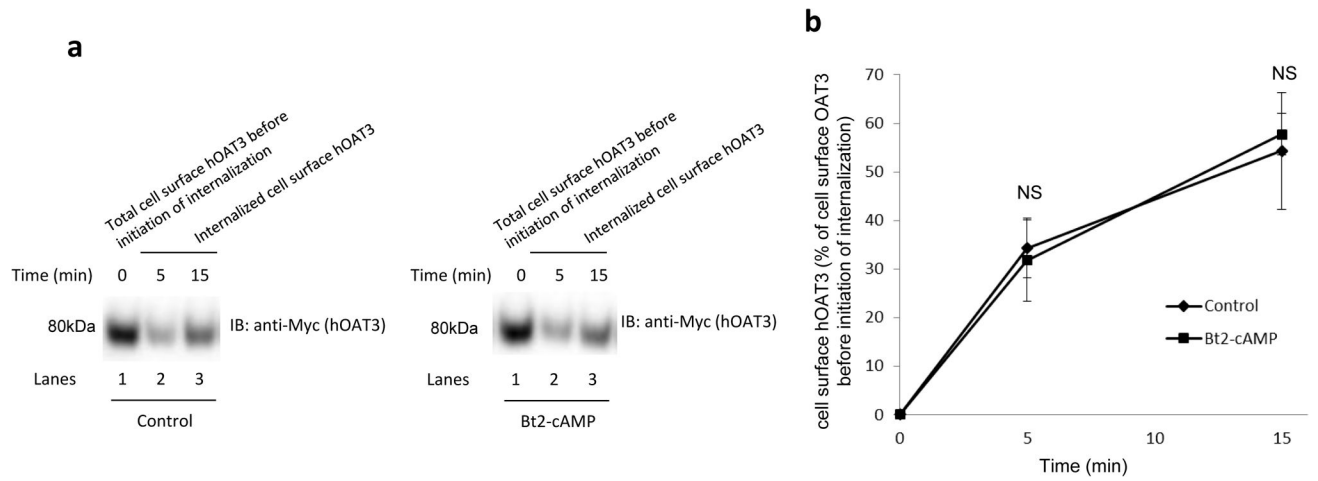 a
Total cell surface hOAT3 before
initiation of internalization
Internalized cell surface hOAT3
Time (min) 0 5 15
80kDa
IB: anti-Myc (hOAT3)
Lanes 1 2 3
Control
Total cell surface hOAT3 before
initiation of internalization
Internalized cell surface hOAT3
Time (min) 0 5 15
80kDa
IB: anti-Myc (hOAT3)
Lanes 1 2 3
Bt2-cAMP
b
cell surface hOAT3 (% of cell surface OAT3
before initiation of internalization)
70
60
50
40
30
20
10
0
NS
NS
Control
Bt2-cAMP
0 5 10 15
Time (min)